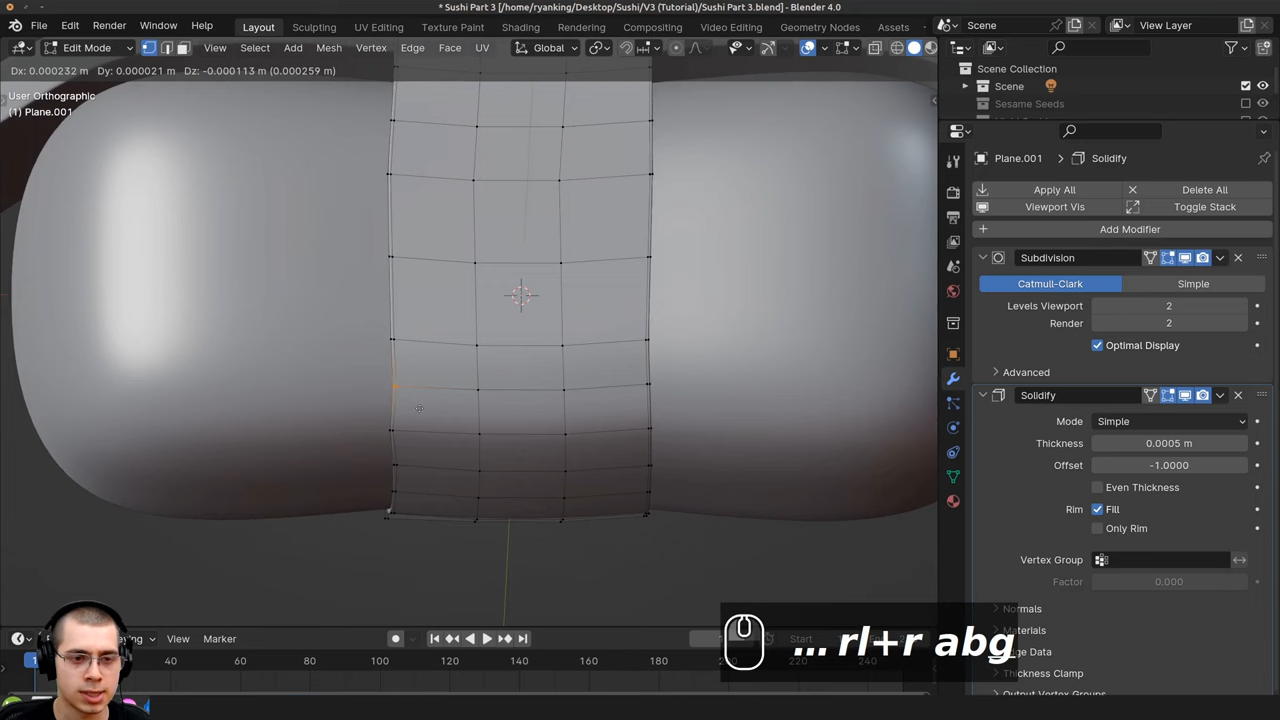 * Sushi Part 3 [/home/ryanking/Desktop/Sushi/V3 (Tutorial)/Sushi Part 3.blend] - Blender 4.0
File Edit Render Window Help Layout Sculpting UV Editing Texture Paint Shading Rendering Compositing Video Editing Geometry Nodes Scene View Layer
Edit Mode View Select Add Mesh Vertex Edge Face UV Global
Dx: 0.000232 m Dy: 0.000021 m Dz: -0.000113 m (0.000259 m)
User Orthographic
(1) Plane.001
Scene Collection
Scene
Sesame Seeds
Plane.001 Solidify
Apply All Delete All
Viewport Vis Toggle Stack
Add Modifier
Subdivision
Catmull-Clark Simple
Levels Viewport 2
Render 2
Optimal Display
Advanced
Solidify
Mode Simple
Thickness 0.0005 m
Offset -1.0000
Even Thickness
Rim Fill
Only Rim
Vertex Group
Factor 0.000
Normals
Materials
Edge Data
Thickness Clamp
Output Vertex Groups
... rl+r abg
View Marker
Start
40 60 80 100 120 140 160 180